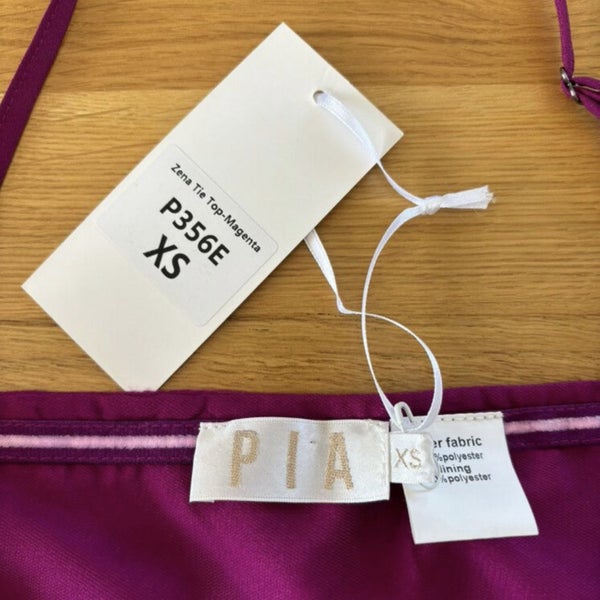 Zena Tie Top-Magenta
P356E
XS
PIA
XS
er fabric
%polyester
lining
%polyester